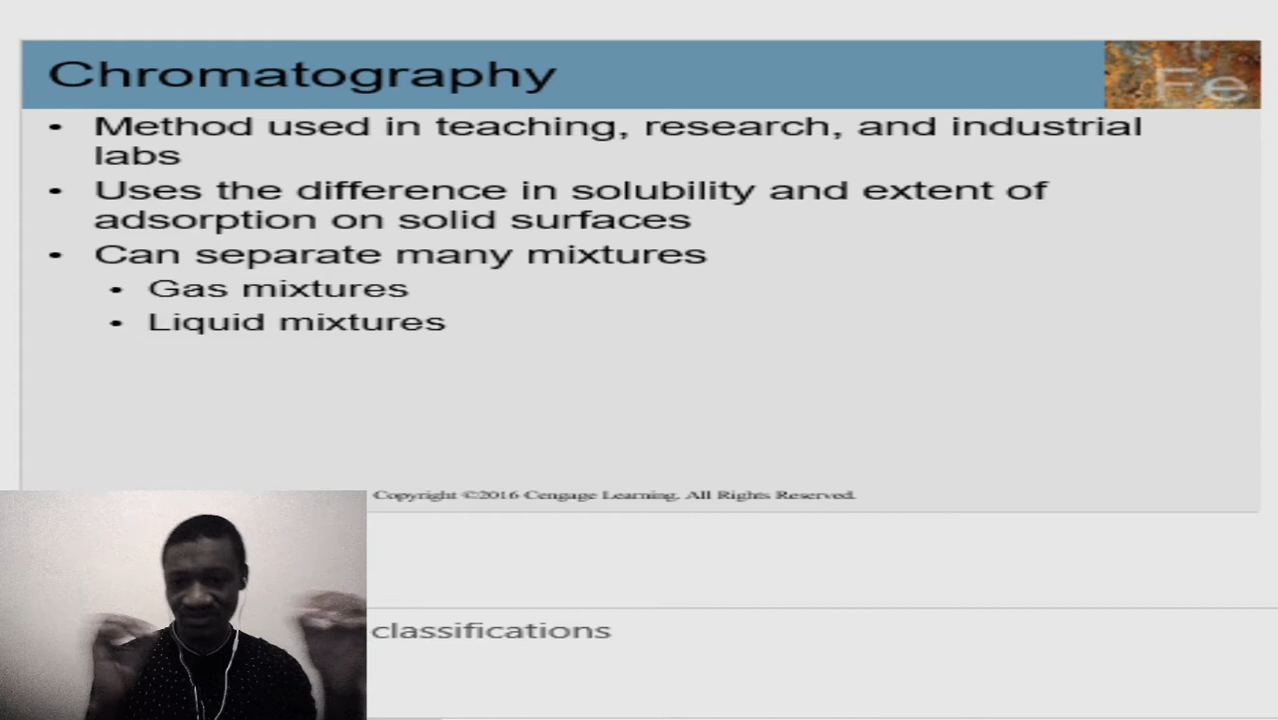 Chromatography
Fe
• Method used in teaching, research, and industrial
labs
• Uses the difference in solubility and extent of
adsorption on solid surfaces
• Can separate many mixtures
• Gas mixtures
• Liquid mixtures
Copyright ©2016 Cengage Learning. All Rights Reserved.
classifications